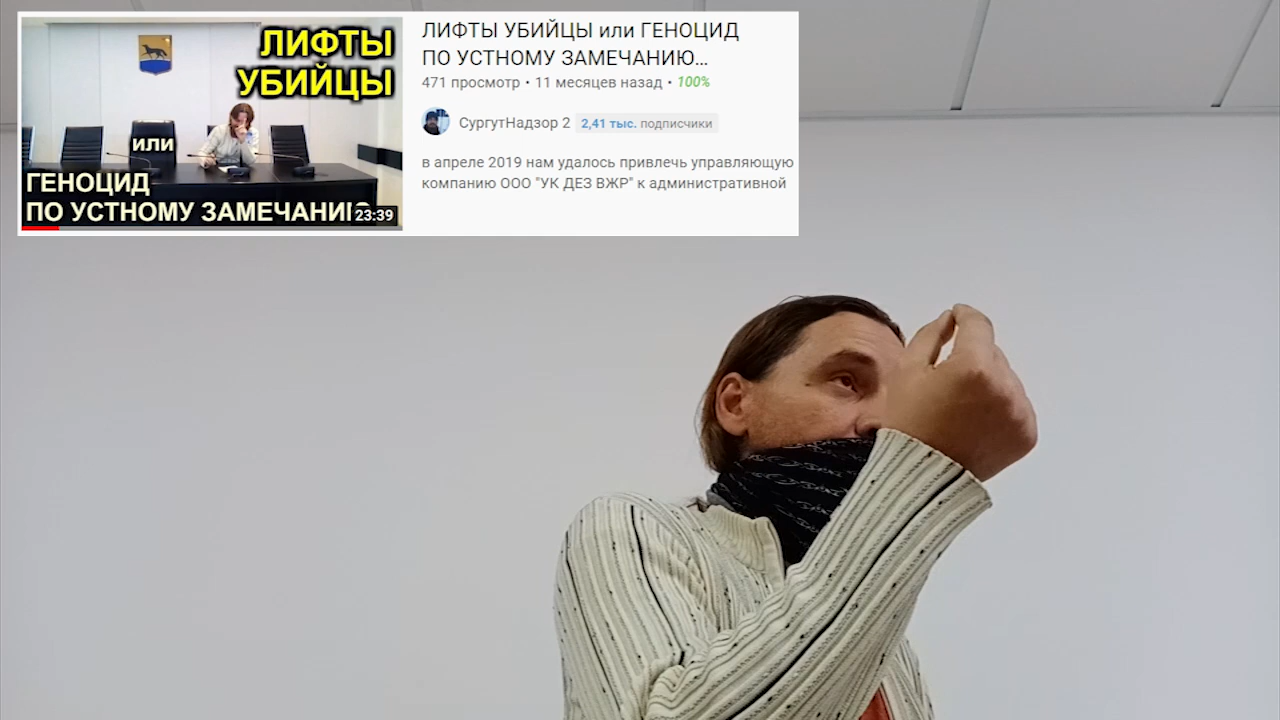 ЛИФТЫ
УБИЙЦЫ
или
ГЕНОЦИД
ПО УСТНОМУ ЗАМЕЧАНИЮ
23:39
ЛИФТЫ УБИЙЦЫ или ГЕНОЦИД
ПО УСТНОМУ ЗАМЕЧАНИЮ...
471 просмотр • 11 месяцев назад • 100%
СургутНадзор 2 2,41 тыс. подписчики
в апреле 2019 нам удалось привлечь управляющую
компанию ООО "УК ДЕЗ ВЖР" к административной